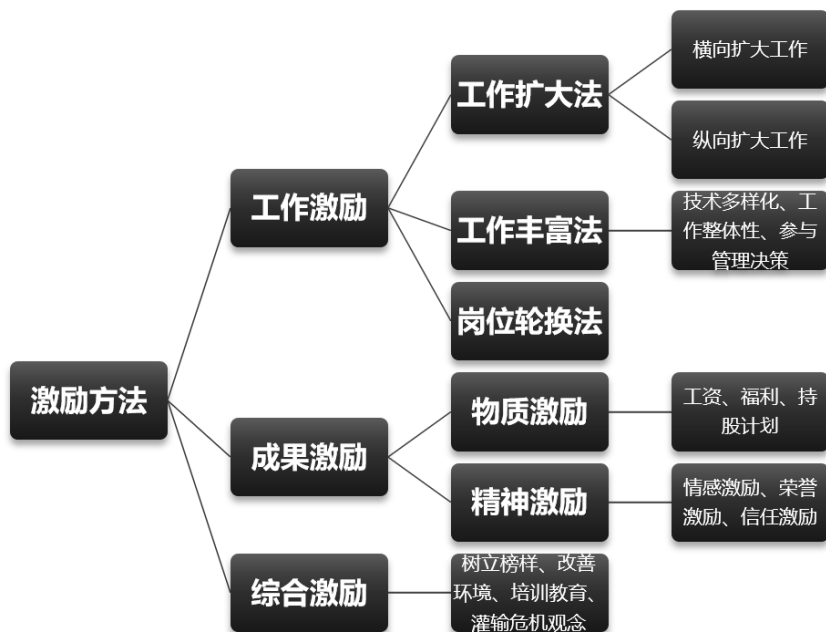 激励方法
工作激励
工作扩大法
横向扩大工作
纵向扩大工作
工作丰富法
技术多样化、工
作整体性、参与
管理决策
岗位轮换法
成果激励
物质激励
工资、福利、持
股计划
精神激励
情感激励、荣誉
激励、信任激励
综合激励
树立榜样、改善
环境、培训教育、
灌输危机观念